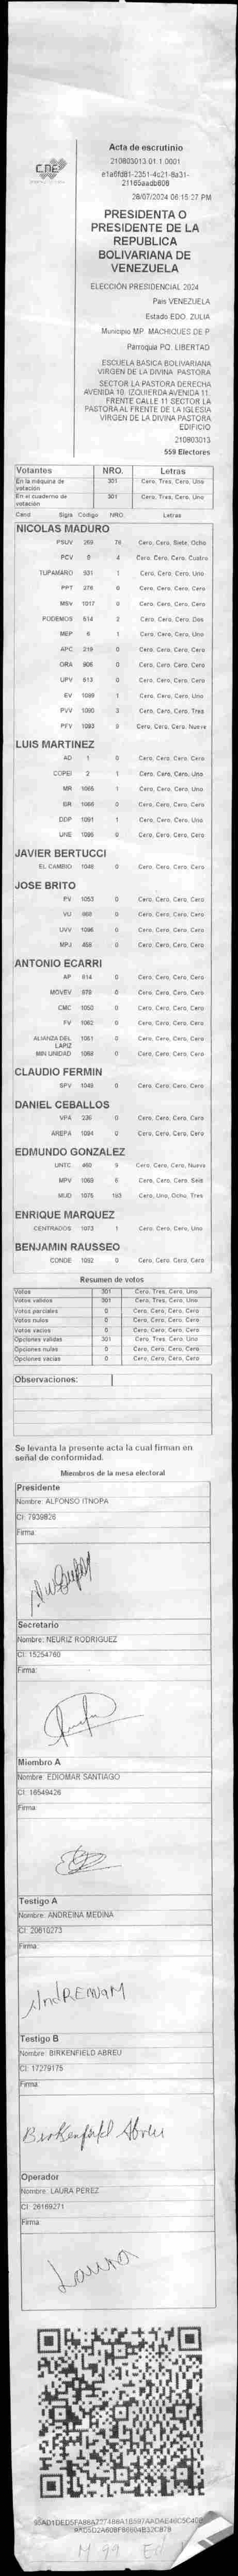 CNE
Acta de escrutinio
210803013.01.1.0001
28/07/2024 06:15:27 PM
PRESIDENTA O
PRESIDENTE DE LA
REPUBLICA
BOLIVARIANA DE
VENEZUELA
ELECCIÓN PRESIDENCIAL 2024
Pais VENEZUELA
Estado EDO. ZULIA
Municipio MP. MACHIQUES DE P
Parroquia PQ. LIBERTAD
ESCUELA BASICA BOLIVARIANA
VIRGEN DE LA DIVINA PASTORA
SECTOR LA PASTORA DERECHA
AVENIDA 10. IZQUIERDA AVENIDA 11.
FRENTE CALLE 11 SECTOR LA
PASTORA AL FRENTE DE LA IGLESIA
VIRGEN DE LA DIVINA PASTORA
EDIFICIO
210803013
559 Electores
Votantes NRO. Letras
En la máquina de votación 301 Cero, Tres, Cero, Uno
En el cuaderno de votación 301 Cero, Tres, Cero, Uno
Cand Sigla Código NRO. Letras
NICOLAS MADURO
PSUV 269 78 Cero, Cero, Siete, Ocho
PCV 4 Cero, Cero, Cero, Cuatro
TUPAMARO 931 1 Cero, Cero, Cero, Uno
PPT 276 0 Cero, Cero, Cero, Cero
MSV 1017 0 Cero, Cero, Cero, Cero
PODEMOS 514 2 Cero, Cero, Cero, Dos
MEP 6 1 Cero, Cero, Cero, Uno
APC 219 0 Cero, Cero, Cero, Cero
ORA 906 0 Cero, Cero, Cero, Cero
UPV 613 0 Cero, Cero, Cero, Cero
EV 1089 1 Cero, Cero, Cero, Uno
PVV 1090 3 Cero, Cero, Cero, Tres
PFV 1093 9 Cero, Cero, Cero, Nueve
LUIS MARTINEZ
AD 1 0 Cero, Cero, Cero, Cero
COPEI 2 1 Cero, Cero, Cero, Uno
MR 1065 1 Cero, Cero, Cero, Uno
BR 1066 0 Cero, Cero, Cero, Cero
DDP 1091 1 Cero, Cero, Cero, Uno
UNE 1096 0 Cero, Cero, Cero, Cero
JAVIER BERTUCCI
EL CAMBIO 1048 0 Cero, Cero, Cero, Cero
JOSE BRITO
PV 1053 0 Cero, Cero, Cero, Cero
VU 0 Cero, Cero, Cero, Cero
UVV 0 Cero, Cero, Cero, Cero
MPJ 458 0 Cero, Cero, Cero, Cero
ANTONIO ECARRI
AP 614 0 Cero, Cero, Cero, Cero
MOVEV 679 0 Cero, Cero, Cero, Cero
CMC 1050 0 Cero, Cero, Cero, Cero
FV 1062 0 Cero, Cero, Cero, Cero
ALIANZA DEL LAPIZ 1051 0 Cero, Cero, Cero, Cero
MIN UNIDAD 1068 0 Cero, Cero, Cero, Cero
CLAUDIO FERMIN
SPV 1049 0 Cero, Cero, Cero, Cero
DANIEL CEBALLOS
VPA 236 0 Cero, Cero, Cero, Cero
AREPA 1094 0 Cero, Cero, Cero, Cero
EDMUNDO GONZALEZ
UNTC 460 9 Cero, Cero, Cero, Nueve
MPV 1069 6 Cero, Cero, Cero, Seis
MUD 1076 183 Cero, Uno, Ocho, Tres
ENRIQUE MARQUEZ
CENTRADOS 1073 1 Cero, Cero, Cero, Uno
BENJAMIN RAUSSEO
CONDE 1092 0 Cero, Cero, Cero, Cero
Resumen de votos
Votos 301 Cero, Tres, Cero, Uno
Votos validos 301 Cero, Tres, Cero, Uno
Votos parciales 0 Cero, Cero, Cero, Cero
Votos nulos 0 Cero, Cero, Cero, Cero
Votos vacios 0 Cero, Cero, Cero, Cero
Opciones validas 301 Cero, Tres, Cero, Uno
Opciones nulas 0 Cero, Cero, Cero, Cero
Opciones vacias 0 Cero, Cero, Cero, Cero
Observaciones:
Se levanta la presente acta la cual firman en
señal de conformidad.
Miembros de la mesa electoral
Presidente
Nombre: ALFONSO ITNOPA
CI: 7939826
Firma:
Secretario
Nombre: NEURIZ RODRIGUEZ
CI: 15254760
Firma:
Miembro A
Nombre: EDIOMAR SANTIAGO
CI: 16549426
Firma:
Testigo A
Nombre: ANDREINA MEDINA
CI: 20610273
Firma:
AndREINA M
Testigo B
Nombre: BIRKENFIELD ABREU
CI: 17279175
Firma:
Birkenfield Abreu
Operador
Nombre: LAURA PEREZ
CI: 26169271
Firma:
Laura